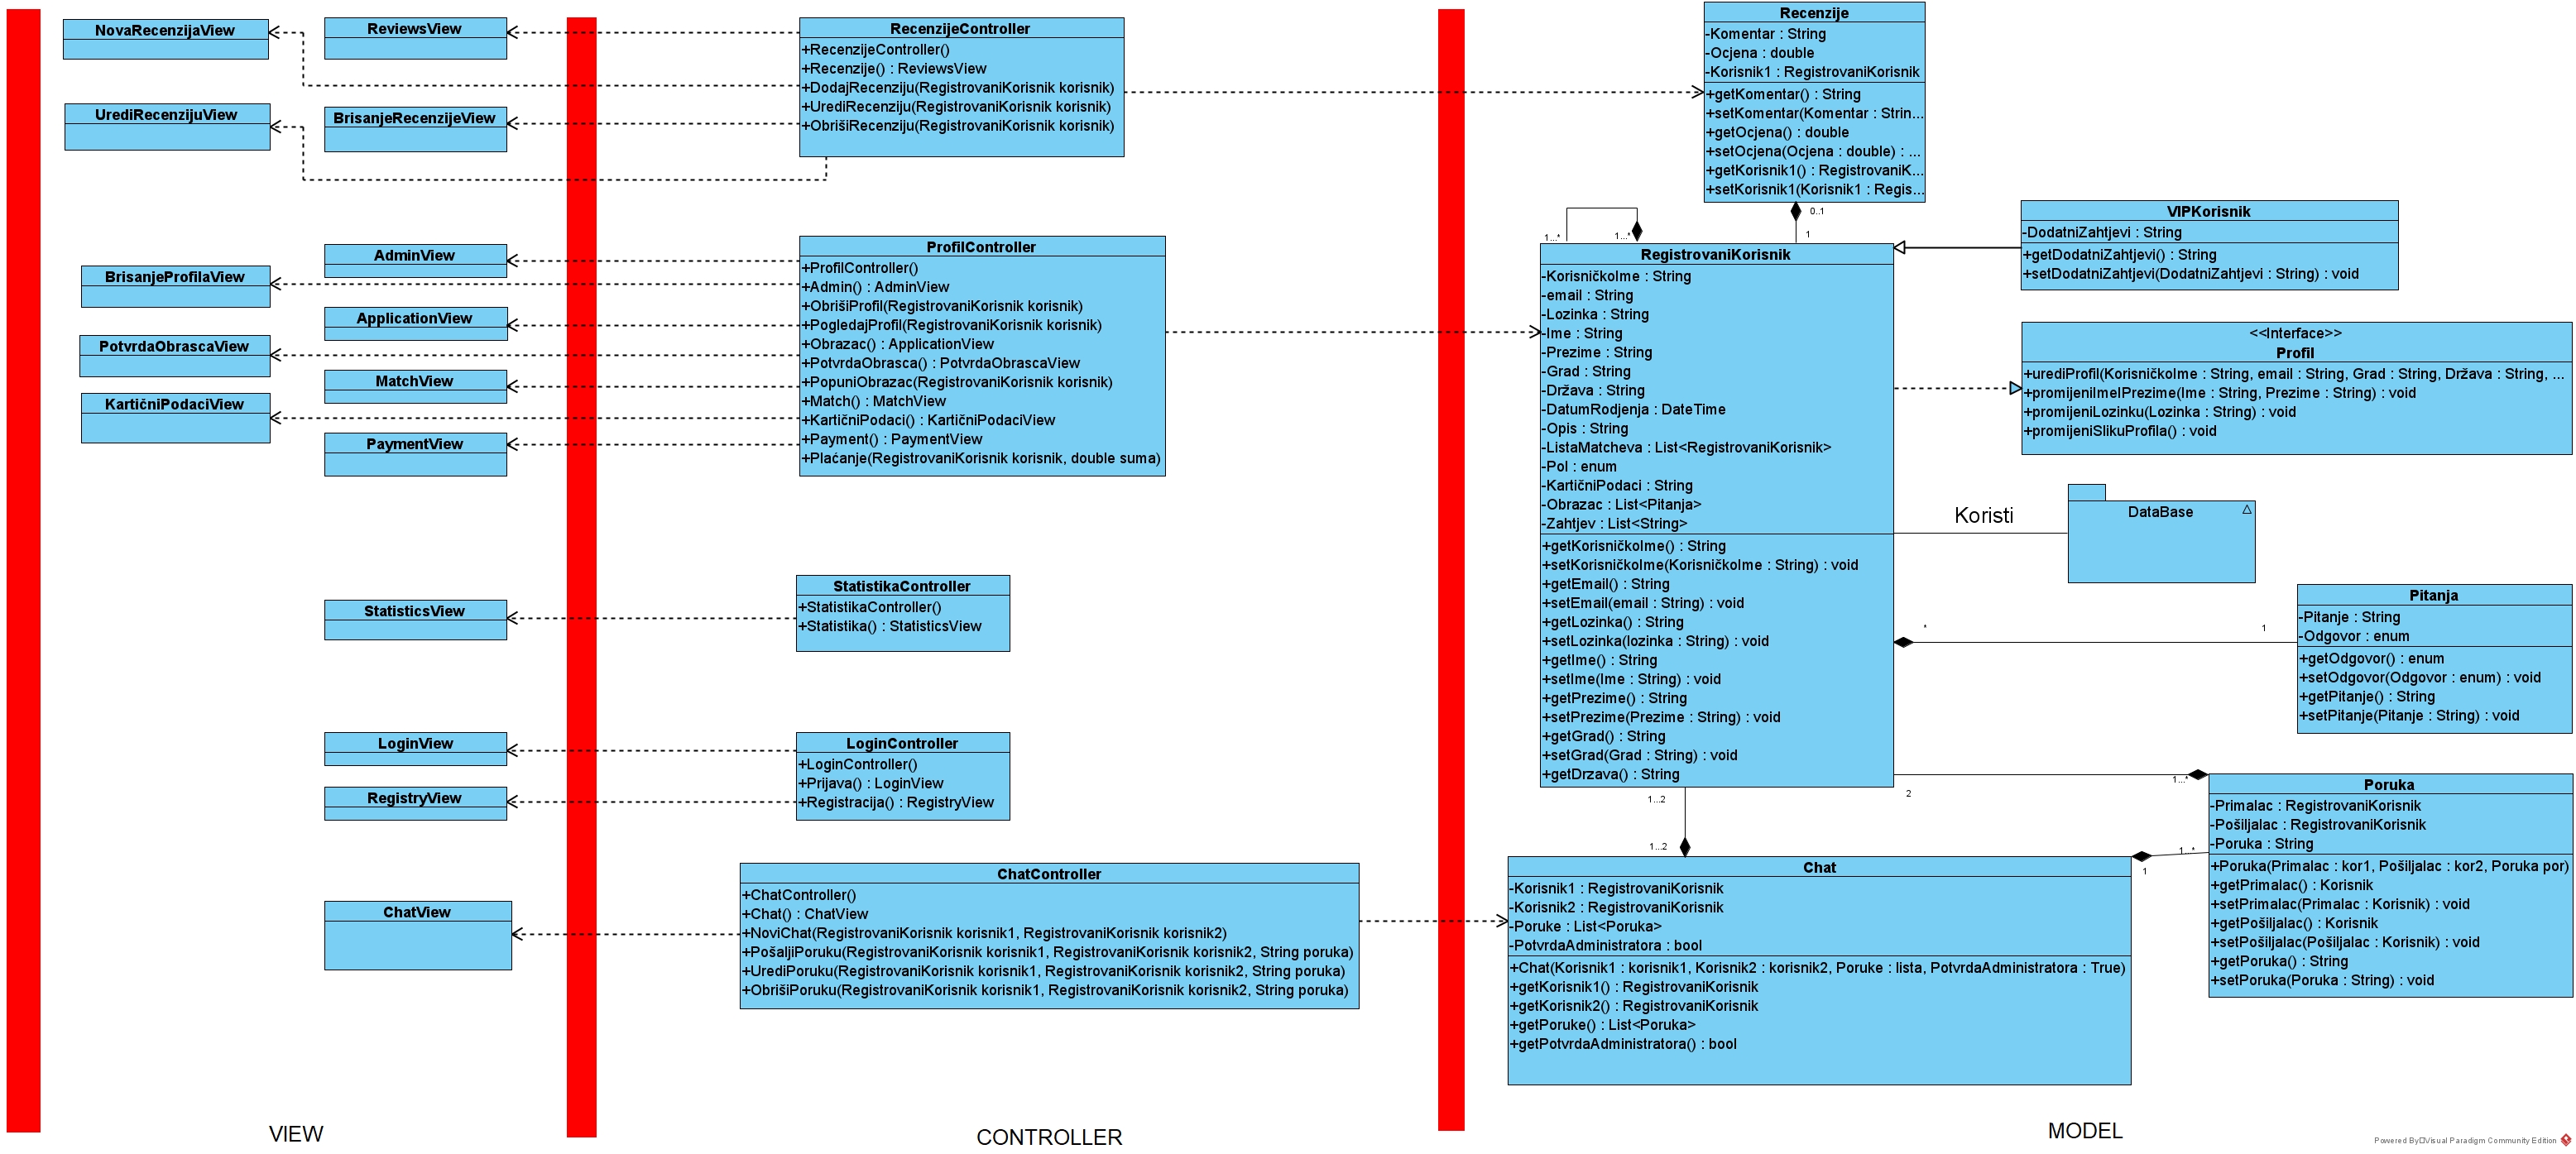 NovaRecenzijaView
UrediRecenzijuView
ReviewsView
BrisanjeRecenzijeView
BrisanjeProfilaView
PotvrdaObrascaView
KartičniPodaciView
AdminView
ApplicationView
MatchView
PaymentView
StatisticsView
LoginView
RegistryView
ChatView
VIEW
RecenzijeController
+RecenzijeController()
+Recenzije() : ReviewsView
+DodajRecenziju(RegistrovaniKorisnik korisnik)
+UrediRecenziju(RegistrovaniKorisnik korisnik)
+ObrišiRecenziju(RegistrovaniKorisnik korisnik)
ProfilController
+ProfilController()
+Admin() : AdminView
+ObrišiProfil(RegistrovaniKorisnik korisnik)
+PogledajProfil(RegistrovaniKorisnik korisnik)
+Obrazac() : ApplicationView
+PotvrdaObrasca() : PotvrdaObrascaView
+PopuniObrazac(RegistrovaniKorisnik korisnik)
+Match() : MatchView
+KartičniPodaci() : KartičniPodaciView
+Payment() : PaymentView
+Plaćanje(RegistrovaniKorisnik korisnik, double suma)
StatistikaController
+StatistikaController()
+Statistika() : StatisticsView
LoginController
+LoginController()
+Prijava() : LoginView
+Registracija() : RegistryView
ChatController
+ChatController()
+Chat() : ChatView
+NoviChat(RegistrovaniKorisnik korisnik1, RegistrovaniKorisnik korisnik2)
+PošaljiPoruku(RegistrovaniKorisnik korisnik1, RegistrovaniKorisnik korisnik2, String poruka)
+UrediPoruku(RegistrovaniKorisnik korisnik1, RegistrovaniKorisnik korisnik2, String poruka)
+ObrišiPoruku(RegistrovaniKorisnik korisnik1, RegistrovaniKorisnik korisnik2, String poruka)
CONTROLLER
Recenzije
-Komentar : String
-Ocjena : double
-Korisnik1 : RegistrovaniKorisnik
+getKomentar() : String
+setKomentar(Komentar : Strin...
+getOcjena() : double
+setOcjena(Ocjena : double) : ...
+getKorisnik1() : RegistrovaniK...
+setKorisnik1(Korisnik1 : Regis...
0..1
1
1...*
1...*
RegistrovaniKorisnik
-KorisničkoIme : String
-email : String
-Lozinka : String
-Ime : String
-Prezime : String
-Grad : String
-Država : String
-DatumRodjenja : DateTime
-Opis : String
-ListaMatcheva : List<RegistrovaniKorisnik>
-Pol : enum
-KartičniPodaci : String
-Obrazac : List<Pitanja>
-Zahtjev : List<String>
+getKorisničkoIme() : String
+setKorisničkoIme(KorisničkoIme : String) : void
+getEmail() : String
+setEmail(email : String) : void
+getLozinka() : String
+setLozinka(lozinka : String) : void
+getIme() : String
+setIme(Ime : String) : void
+getPrezime() : String
+setPrezime(Prezime : String) : void
+getGrad() : String
+setGrad(Grad : String) : void
+getDrzava() : String
VIPKorisnik
-DodatniZahtjevi : String
+getDodatniZahtjevi() : String
+setDodatniZahtjevi(DodatniZahtjevi : String) : void
<<Interface>>
Profil
+urediProfil(KorisničkoIme : String, email : String, Grad : String, Država : String, ...
+promijeniImeIPrezime(Ime : String, Prezime : String) : void
+promijeniLozinku(Lozinka : String) : void
+promijeniSlikuProfila() : void
Koristi
DataBase
*
1
Pitanja
-Pitanje : String
-Odgovor : enum
+getOdgovor() : enum
+setOdgovor(Odgovor : enum) : void
+getPitanje() : String
+setPitanje(Pitanje : String) : void
1...*
2
Poruka
-Primalac : RegistrovaniKorisnik
-Pošiljalac : RegistrovaniKorisnik
-Poruka : String
+Poruka(Primalac : kor1, Pošiljalac : kor2, Poruka por)
+getPrimalac() : Korisnik
+setPrimalac(Primalac : Korisnik) : void
+getPošiljalac() : Korisnik
+setPošiljalac(Pošiljalac : Korisnik) : void
+getPoruka() : String
+setPoruka(Poruka : String) : void
1...2
1...2
1...*
1
Chat
-Korisnik1 : RegistrovaniKorisnik
-Korisnik2 : RegistrovaniKorisnik
-Poruke : List<Poruka>
-PotvrdaAdministratora : bool
+Chat(Korisnik1 : korisnik1, Korisnik2 : korisnik2, Poruke : lista, PotvrdaAdministratora : True)
+getKorisnik1() : RegistrovaniKorisnik
+getKorisnik2() : RegistrovaniKorisnik
+getPoruke() : List<Poruka>
+getPotvrdaAdministratora() : bool
MODEL
Powered By□Visual Paradigm Community Edition